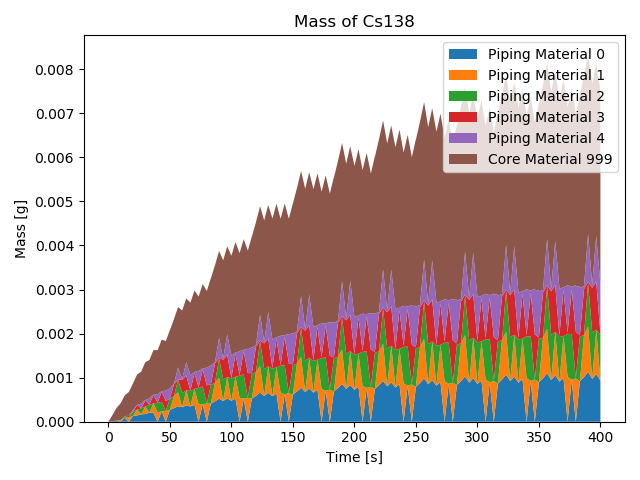 Mass of Cs138
Piping Material 0
Piping Material 1
Piping Material 2
Piping Material 3
Piping Material 4
Core Material 999
0.008
0.007
0.006
0.005
0.004
0.003
0.002
0.001
0.000
Mass [g]
0 50 100 150 200 250 300 350 400
Time [s]